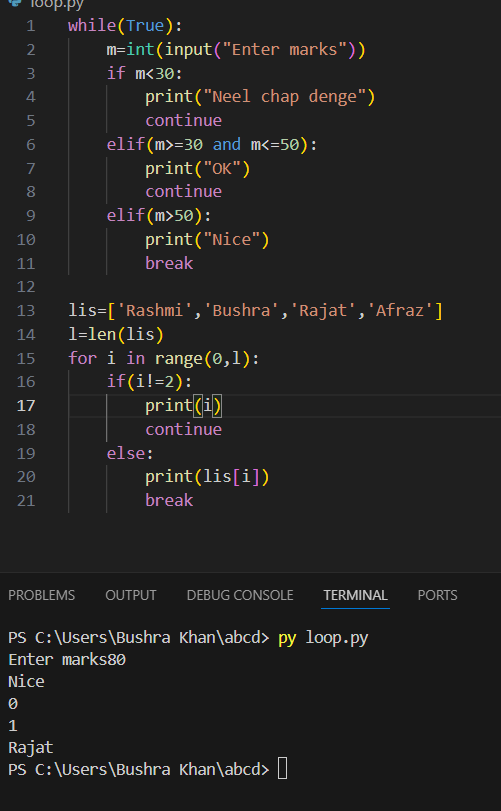 loop.py
1 while(True):
2     m=int(input("Enter marks"))
3     if m<30:
4         print("Neel chap denge")
5         continue
6     elif(m>=30 and m<=50):
7         print("OK")
8         continue
9     elif(m>50):
10         print("Nice")
11         break
12
13 lis=['Rashmi','Bushra','Rajat','Afraz']
14 l=len(lis)
15 for i in range(0,l):
16     if(i!=2):
17         print(i)
18         continue
19     else:
20         print(lis[i])
21         break
PROBLEMS OUTPUT DEBUG CONSOLE TERMINAL PORTS
PS C:\Users\Bushra Khan\abcd> py loop.py
Enter marks80
Nice
0
1
Rajat
PS C:\Users\Bushra Khan\abcd>